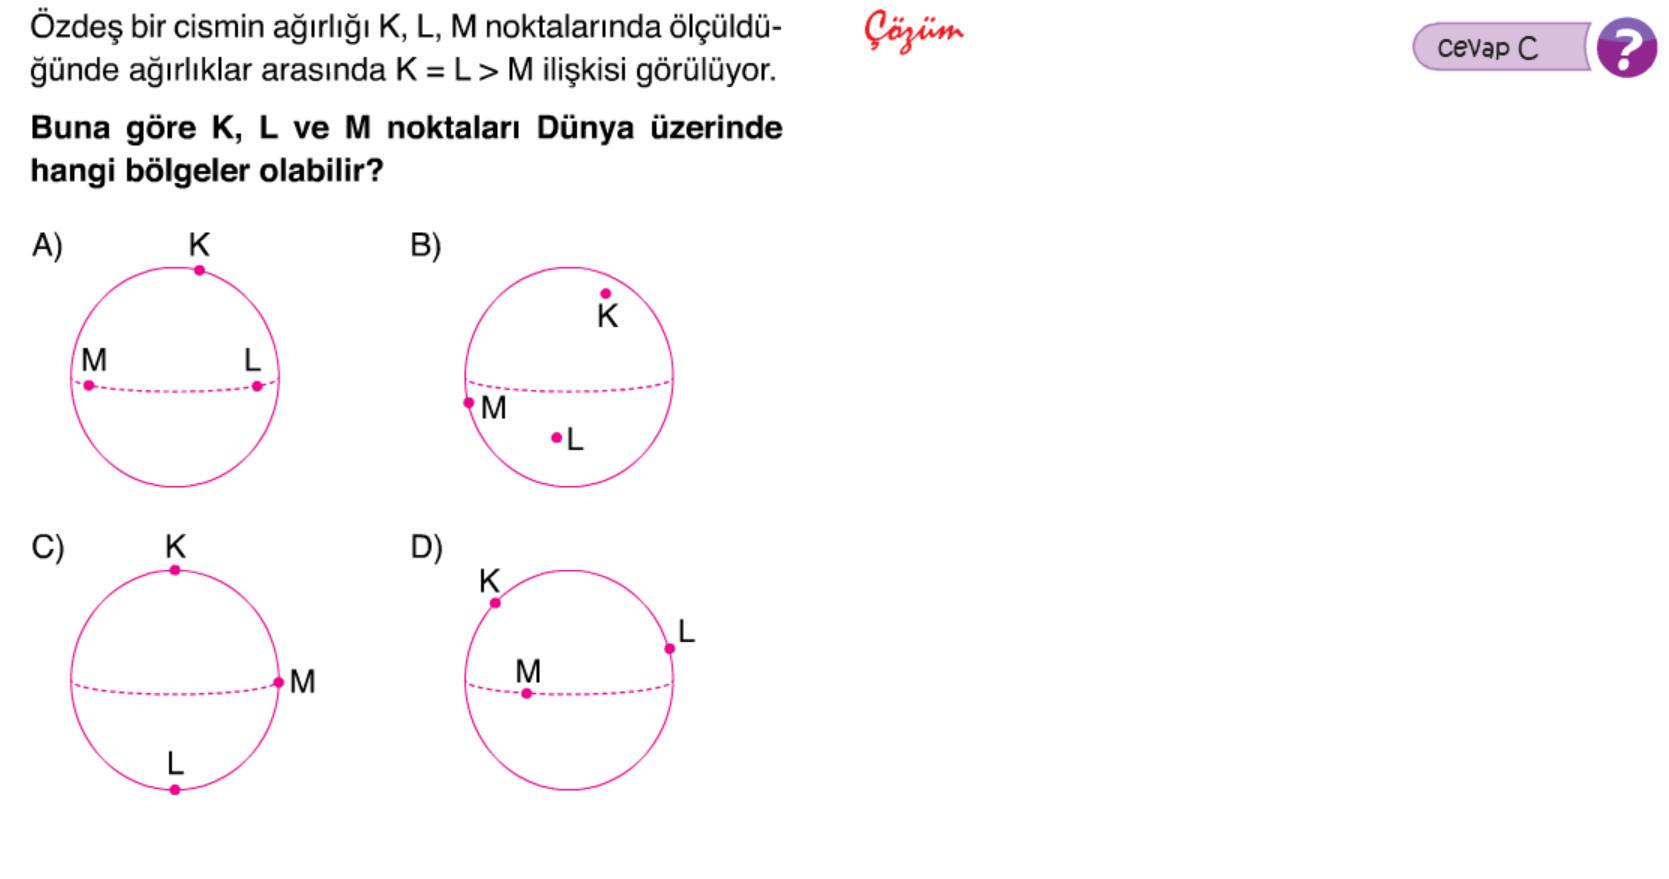 Özdeş bir cismin ağırlığı K, L, M noktalarında ölçüldü-
ğünde ağırlıklar arasında K = L > M ilişkisi görülüyor.
Buna göre K, L ve M noktaları Dünya üzerinde
hangi bölgeler olabilir?
A)
K
M
L
B)
K
M
L
C)
K
M
L
D)
K
L
M
Çözüm
cevap C
?